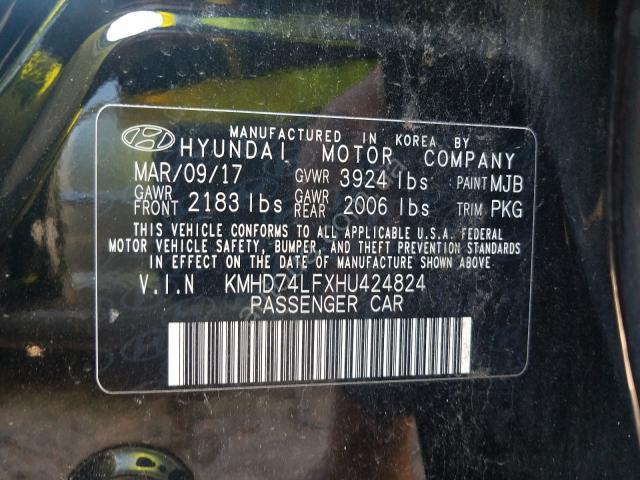 MANUFACTURED IN KOREA BY
HYUNDAI MOTOR COMPANY
MAR/09/17 GVWR 3924 lbs PAINT MJB
GAWR FRONT 2183 lbs GAWR REAR 2006 lbs TRIM PKG
THIS VEHICLE CONFORMS TO ALL APPLICABLE U.S.A. FEDERAL
MOTOR VEHICLE SAFETY, BUMPER, AND THEFT PREVENTION STANDARDS
IN EFFECT ON THE DATE OF MANUFACTURE SHOWN ABOVE
V.I.N KMHD74LFXHU424824
PASSENGER CAR